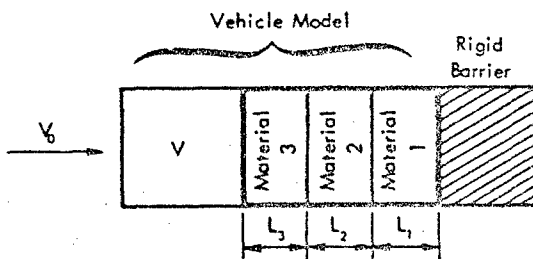 Vehicle Model
Rigid
Barrier
V₀
V
Material
3
Material
2
Material
1
L₃
L₂
L₁